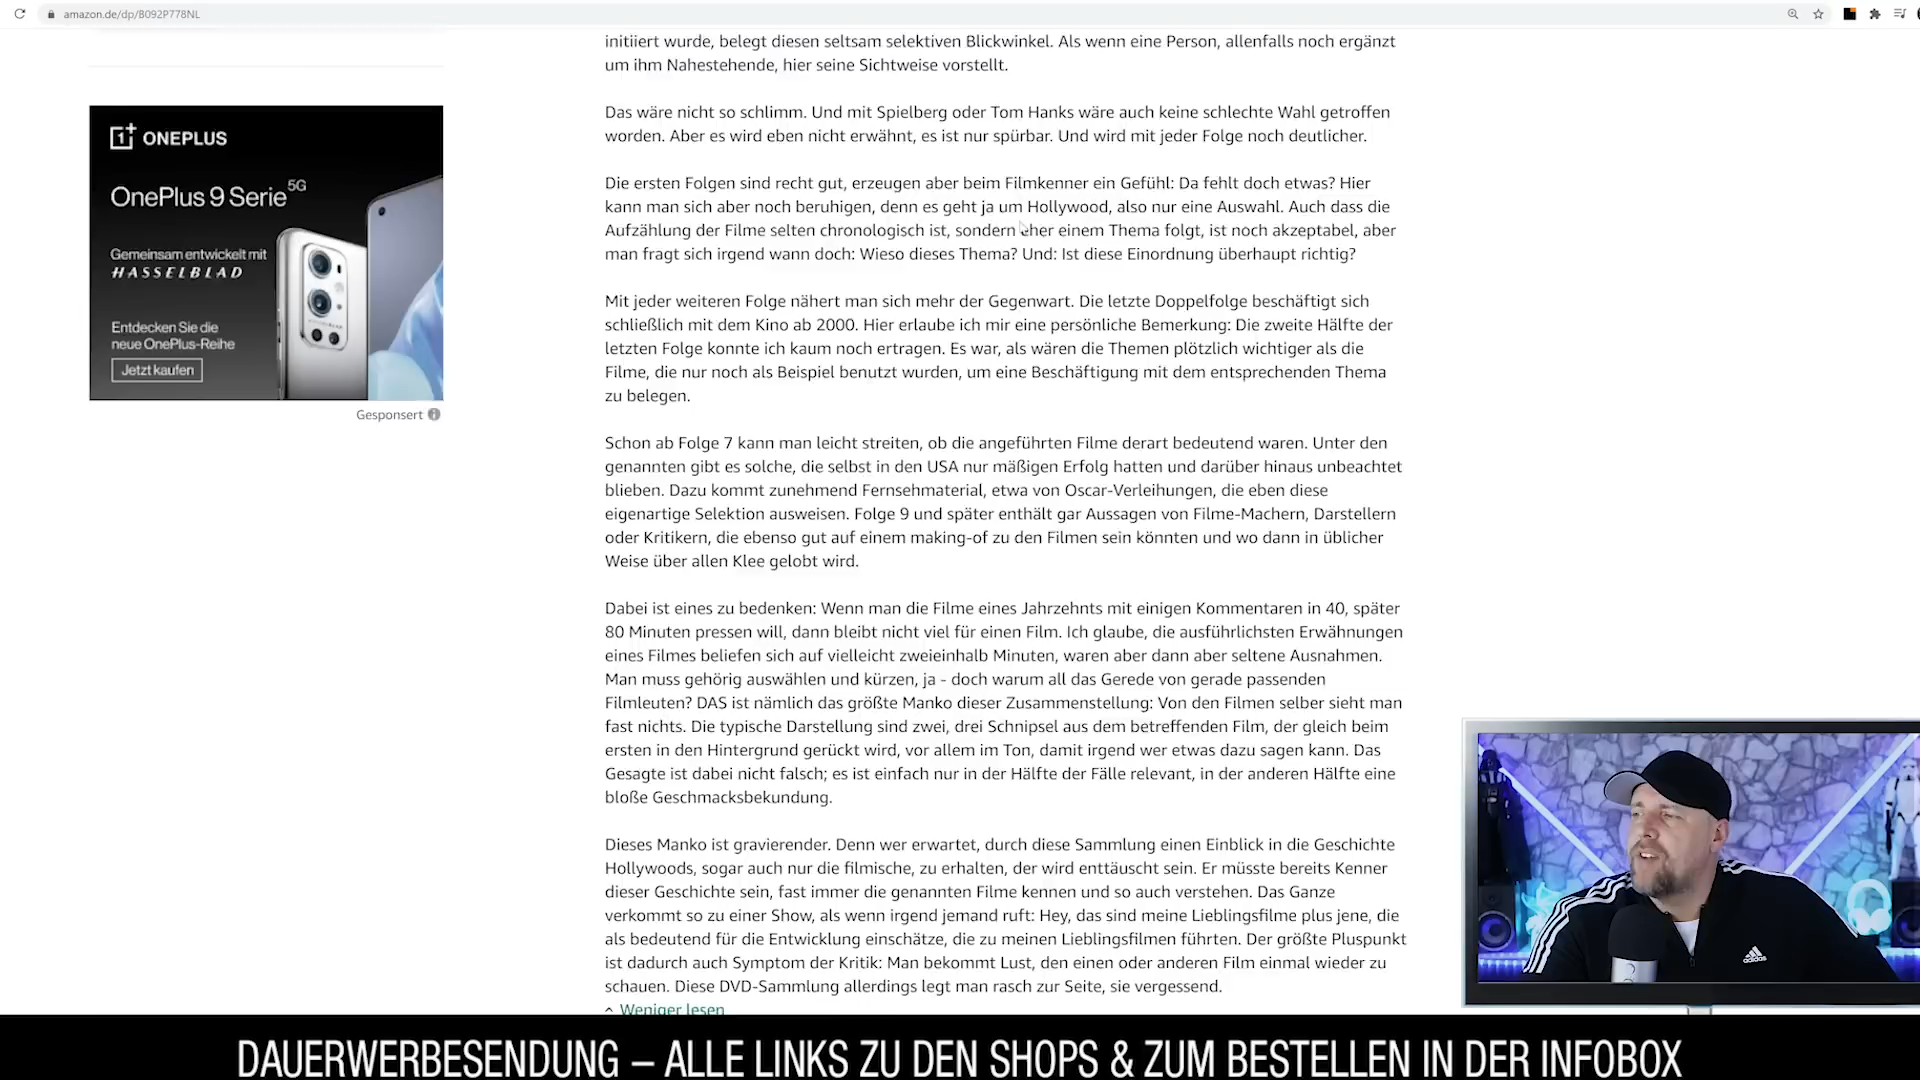 amazon.de/dp/B092P778NL
initiiert wurde, belegt diesen seltsam selektiven Blickwinkel. Als wenn eine Person, allenfalls noch ergänzt
um ihm Nahestehende, hier seine Sichtweise vorstellt.
Das wäre nicht so schlimm. Und mit Spielberg oder Tom Hanks wäre auch keine schlechte Wahl getroffen
worden. Aber es wird eben nicht erwähnt, es ist nur spürbar. Und wird mit jeder Folge noch deutlicher.
Die ersten Folgen sind recht gut, erzeugen aber beim Filmkenner ein Gefühl: Da fehlt doch etwas? Hier
kann man sich aber noch beruhigen, denn es geht ja um Hollywood, also nur eine Auswahl. Auch dass die
Aufzählung der Filme selten chronologisch ist, sondern eher einem Thema folgt, ist noch akzeptabel, aber
man fragt sich irgend wann doch: Wieso dieses Thema? Und: Ist diese Einordnung überhaupt richtig?
Mit jeder weiteren Folge nähert man sich mehr der Gegenwart. Die letzte Doppelfolge beschäftigt sich
schließlich mit dem Kino ab 2000. Hier erlaube ich mir eine persönliche Bemerkung: Die zweite Hälfte der
letzten Folge konnte ich kaum noch ertragen. Es war, als wären die Themen plötzlich wichtiger als die
Filme, die nur noch als Beispiel benutzt wurden, um eine Beschäftigung mit dem entsprechenden Thema
zu belegen.
Schon ab Folge 7 kann man leicht streiten, ob die angeführten Filme derart bedeutend waren. Unter den
genannten gibt es solche, die selbst in den USA nur mäßigen Erfolg hatten und darüber hinaus unbeachtet
blieben. Dazu kommt zunehmend Fernsehmaterial, etwa von Oscar-Verleihungen, die eben diese
eigenartige Selektion ausweisen. Folge 9 und später enthält gar Aussagen von Filme-Machern, Darstellern
oder Kritikern, die ebenso gut auf einem making-of zu den Filmen sein könnten und wo dann in üblicher
Weise über allen Klee gelobt wird.
Dabei ist eines zu bedenken: Wenn man die Filme eines Jahrzehnts mit einigen Kommentaren in 40, später
80 Minuten pressen will, dann bleibt nicht viel für einen Film. Ich glaube, die ausführlichsten Erwähnungen
eines Filmes beliefen sich auf vielleicht zweieinhalb Minuten, waren aber dann aber seltene Ausnahmen.
Man muss gehörig auswählen und kürzen, ja - doch warum all das Gerede von gerade passenden
Filmleuten? DAS ist nämlich das größte Manko dieser Zusammenstellung: Von den Filmen selber sieht man
fast nichts. Die typische Darstellung sind zwei, drei Schnipsel aus dem betreffenden Film, der gleich beim
ersten in den Hintergrund gerückt wird, vor allem im Ton, damit irgend wer etwas dazu sagen kann. Das
Gesagte ist dabei nicht falsch; es ist einfach nur in der Hälfte der Fälle relevant, in der anderen Hälfte eine
bloße Geschmacksbekundung.
Dieses Manko ist gravierender. Denn wer erwartet, durch diese Sammlung einen Einblick in die Geschichte
Hollywoods, sogar auch nur die filmische, zu erhalten, der wird enttäuscht sein. Er müsste bereits Kenner
dieser Geschichte sein, fast immer die genannten Filme kennen und so auch verstehen. Das Ganze
verkommt so zu einer Show, als wenn irgend jemand ruft: Hey, das sind meine Lieblingsfilme plus jene, die
als bedeutend für die Entwicklung einschätze, die zu meinen Lieblingsfilmen führten. Der größte Pluspunkt
ist dadurch auch Symptom der Kritik: Man bekommt Lust, den einen oder anderen Film einmal wieder zu
schauen. Diese DVD-Sammlung allerdings legt man rasch zur Seite, sie vergessend.
Weniger lesen
1+ ONEPLUS
OnePlus 9 Serie 5G
Gemeinsam entwickelt mit
HASSELBLAD
Entdecken Sie die
neue OnePlus-Reihe
Jetzt kaufen
Gesponsert
adidas
DAUERWERBESENDUNG – ALLE LINKS ZU DEN SHOPS & ZUM BESTELLEN IN DER INFOBOX